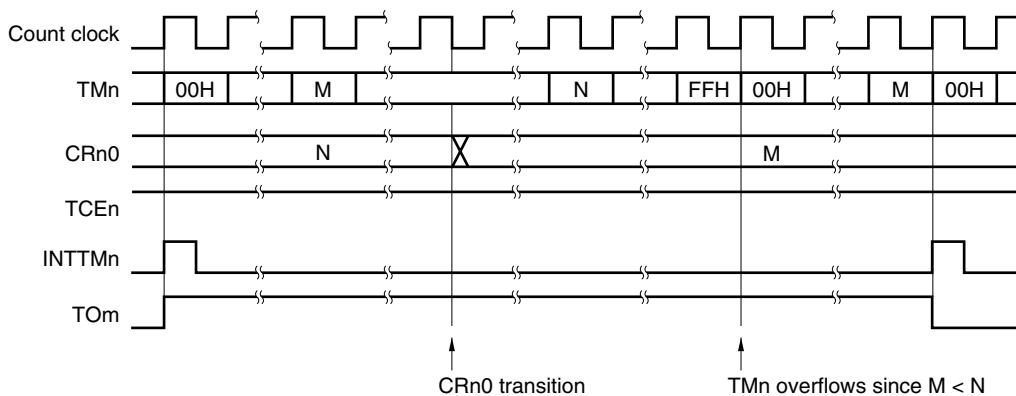 Count clock
TMn 00H M N FFH 00H M 00H
CRn0 N M
TCEn
INTTMn
TOm
CRn0 transition TMn overflows since M < N